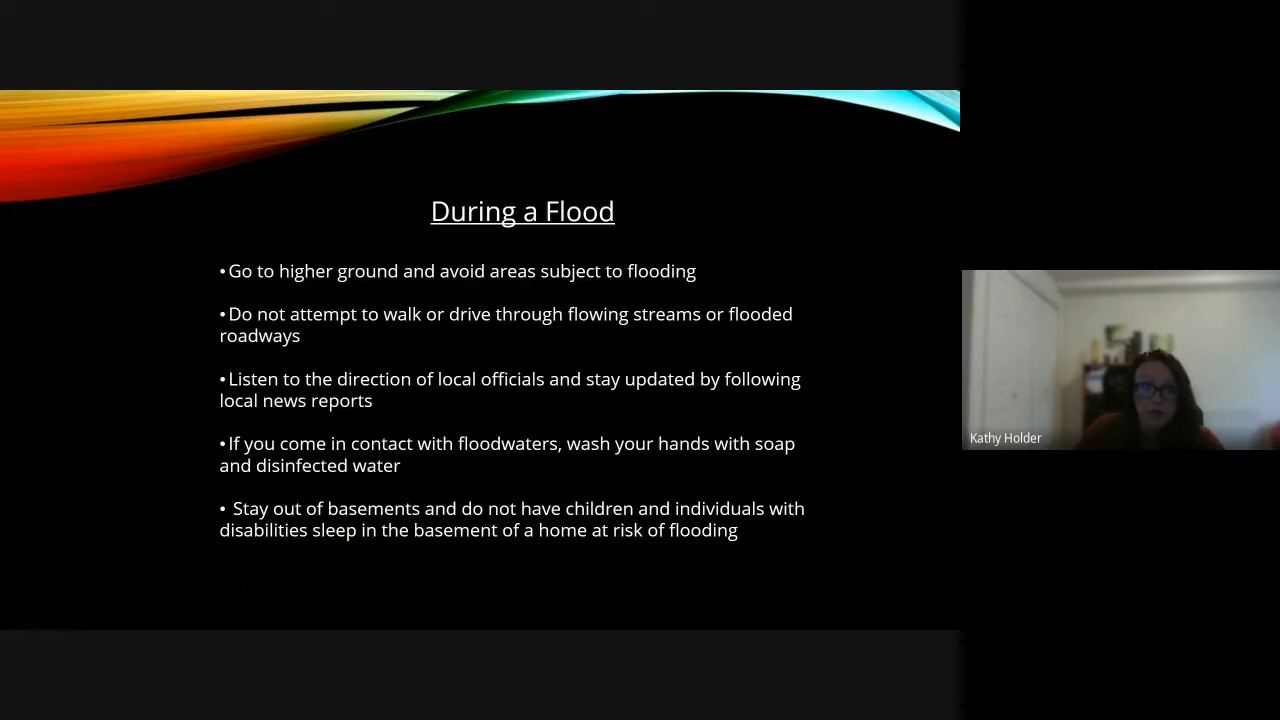 During a Flood
•Go to higher ground and avoid areas subject to flooding
•Do not attempt to walk or drive through flowing streams or flooded
roadways
•Listen to the direction of local officials and stay updated by following
local news reports
•If you come in contact with floodwaters, wash your hands with soap
and disinfected water
• Stay out of basements and do not have children and individuals with
disabilities sleep in the basement of a home at risk of flooding
Kathy Holder